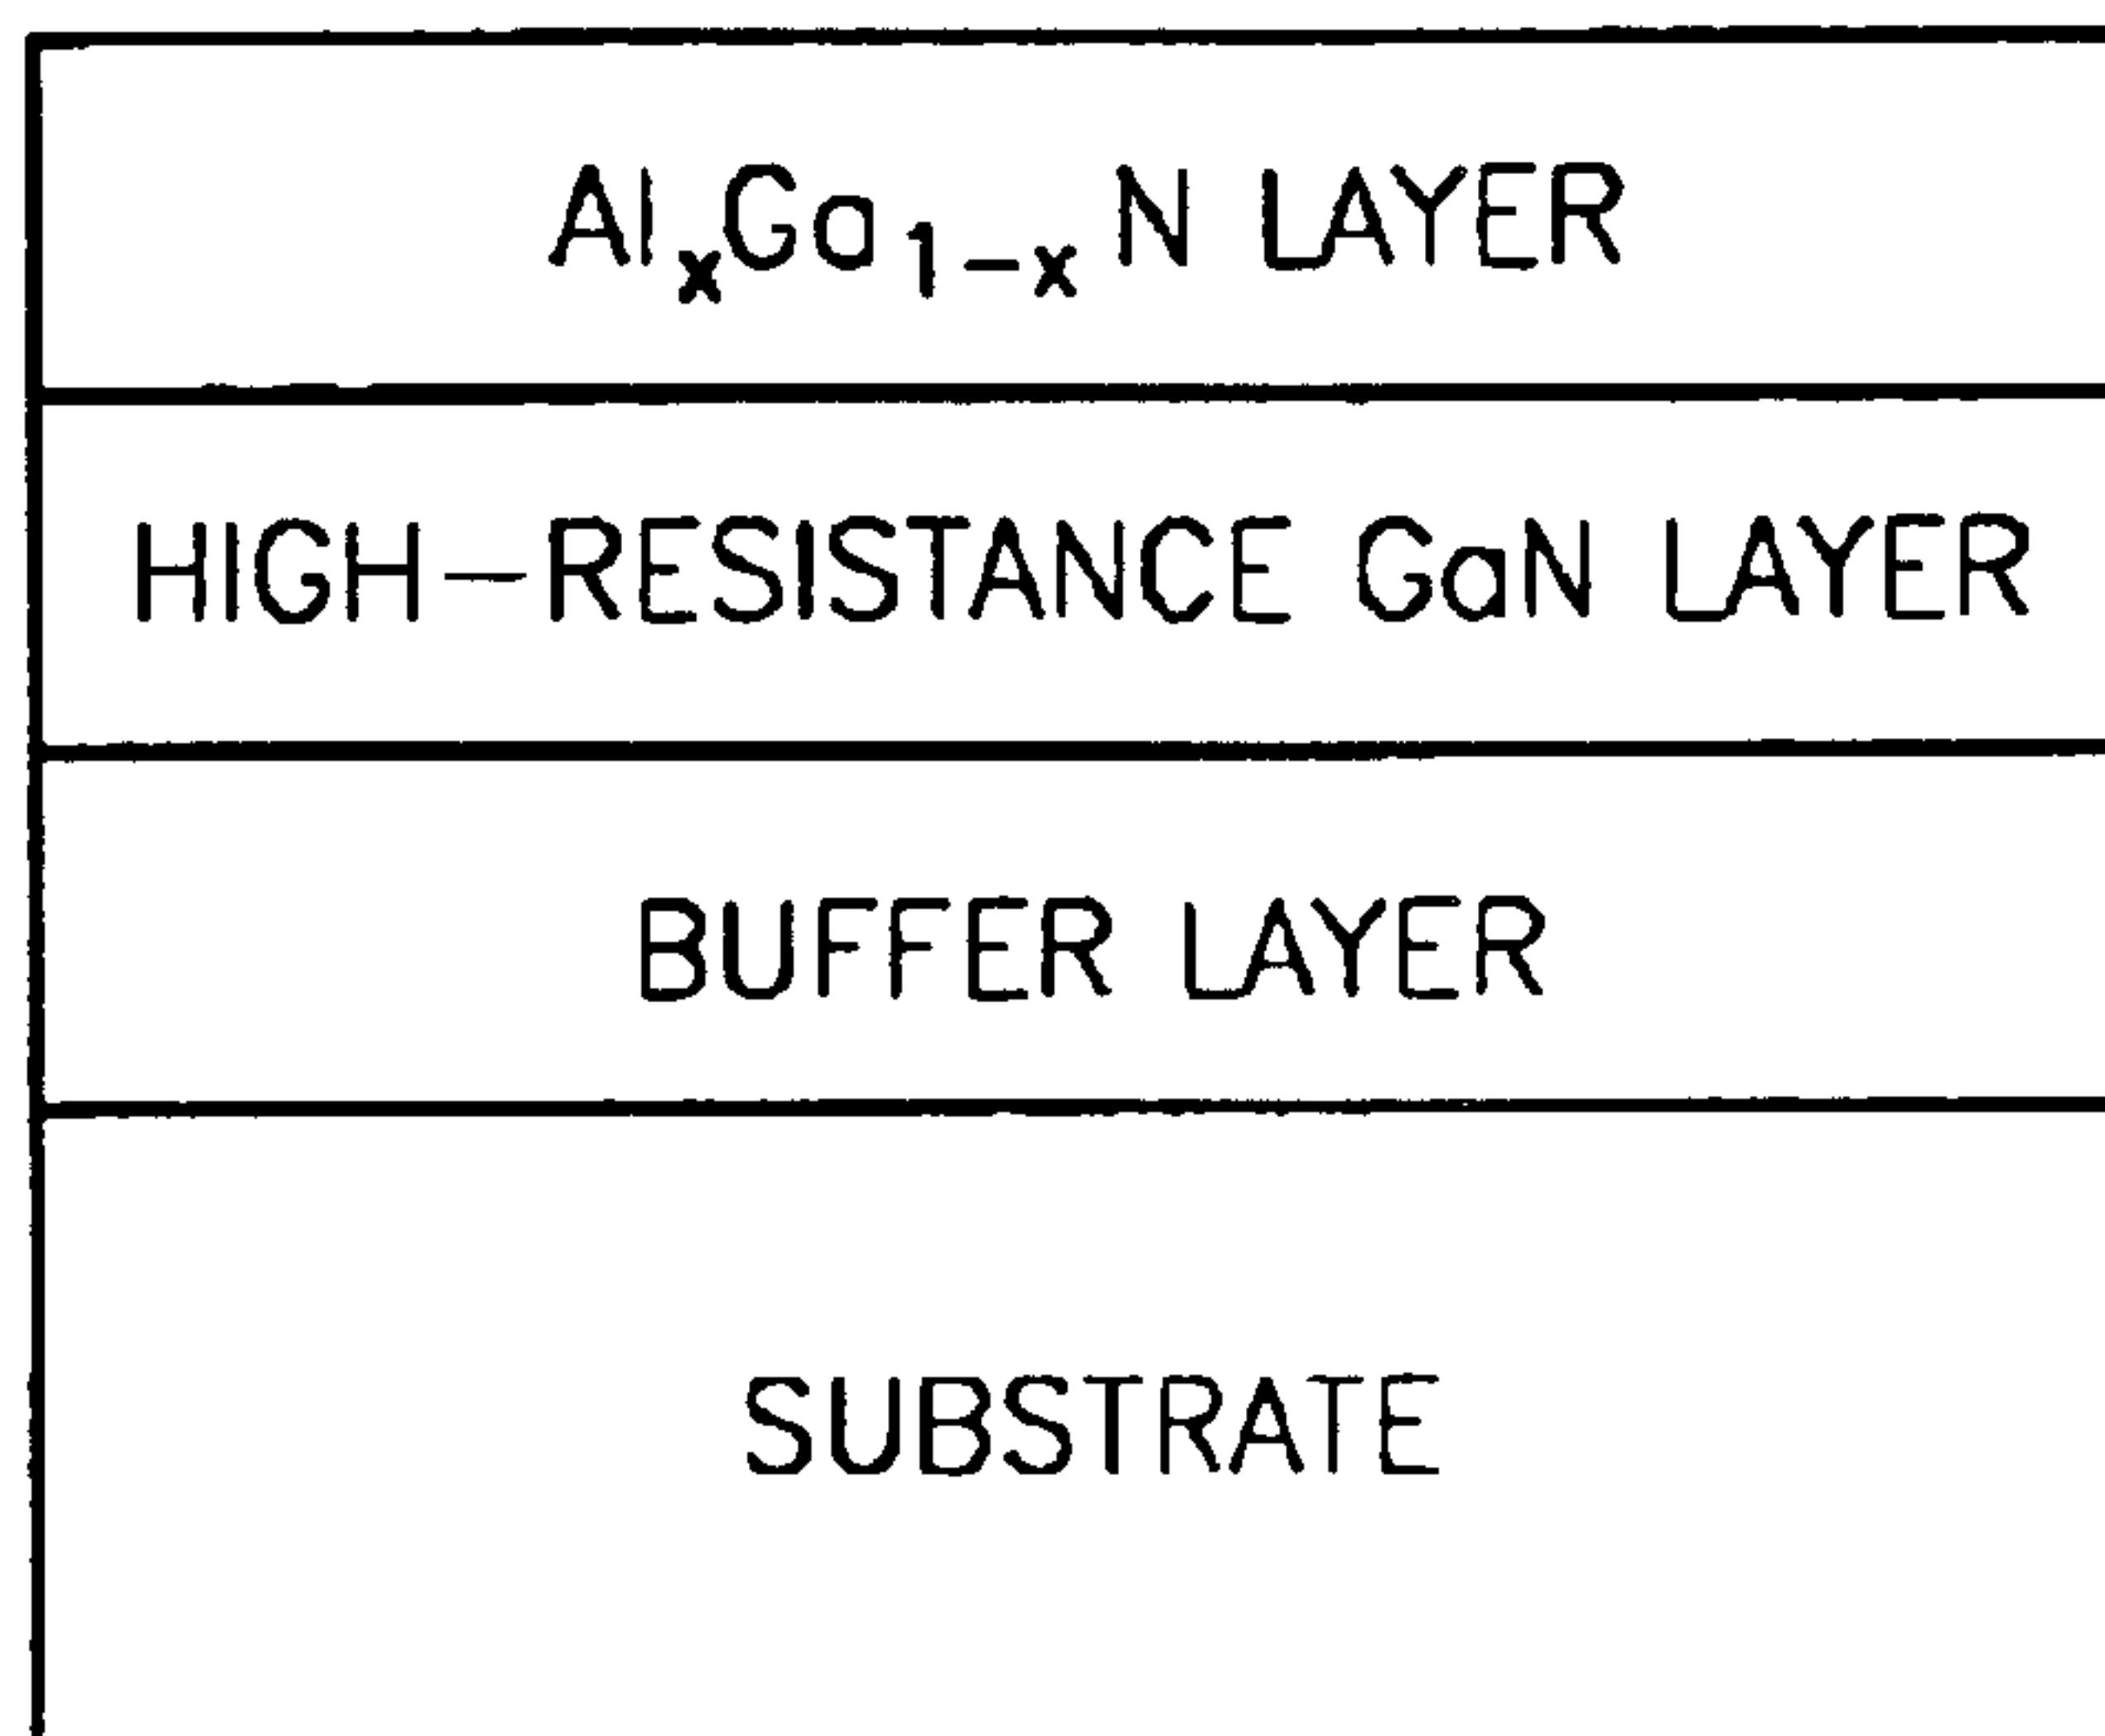 AlₓGa₁₋ₓN LAYER
HIGH-RESISTANCE GaN LAYER
BUFFER LAYER
SUBSTRATE